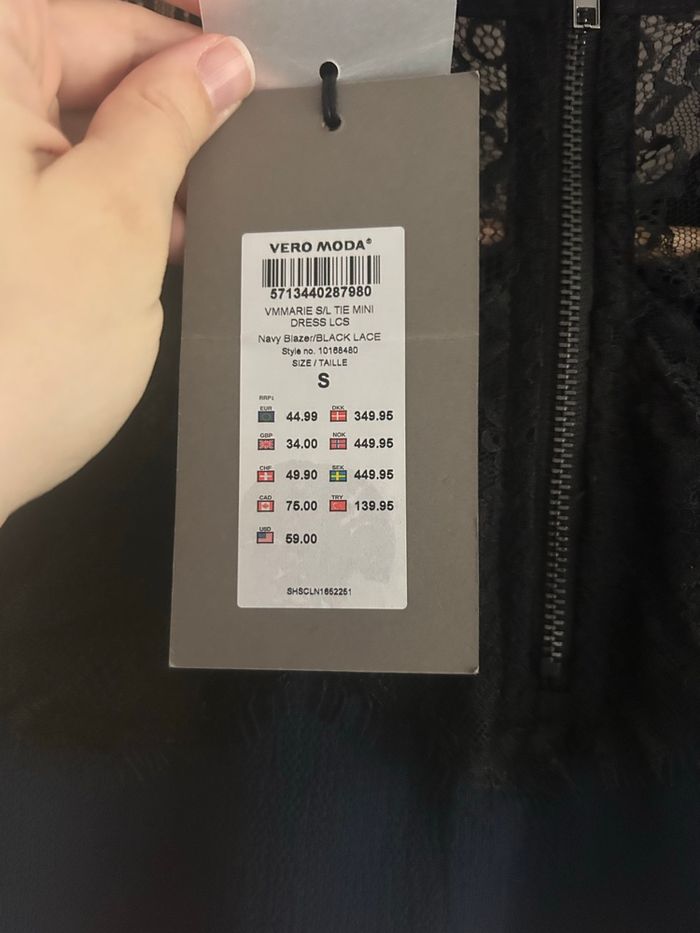 VERO MODA®
5713440287980
VMMARIE S/L TIE MINI
DRESS LCS
Navy Blazer/BLACK LACE
Style no. 10168480
SIZE / TAILLE
S
RRP:
EUR 44.99 DKK 349.95
GBP 34.00 NOK 449.95
CHF 49.90 SEK 449.95
CAD 75.00 TRY 139.95
USD 59.00
SHSCLN1652251